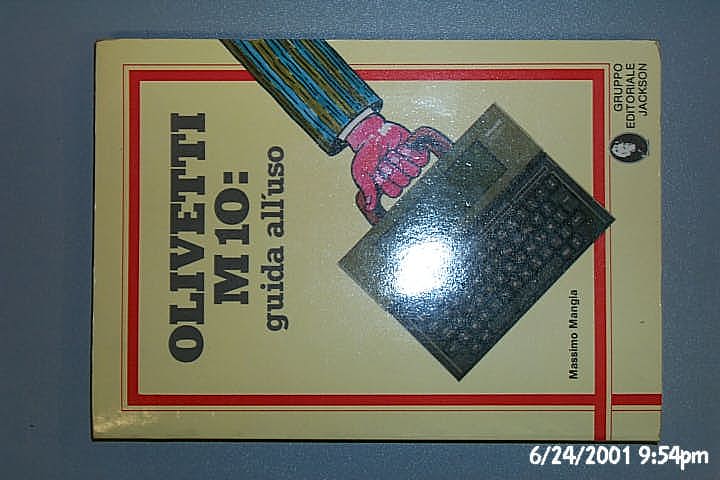 OLIVETTI
M 10:
guida all'uso
Massimo Mangia
GRUPPO
EDITORIALE
JACKSON
6/24/2001 9:54pm